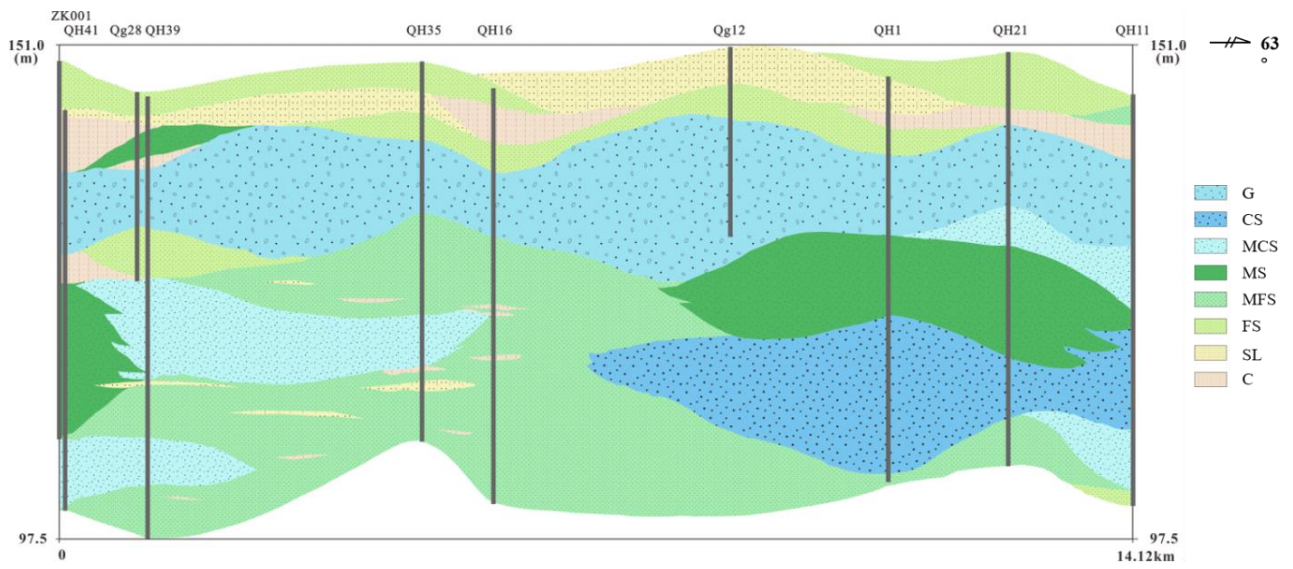 ZK001
QH41 Qg28 QH39 QH35 QH16 Qg12 QH1 QH21 QH11
151.0 151.0 63
(m) (m) °
G
CS
MCS
MS
MFS
FS
SL
C
97.5 97.5
0 14.12km